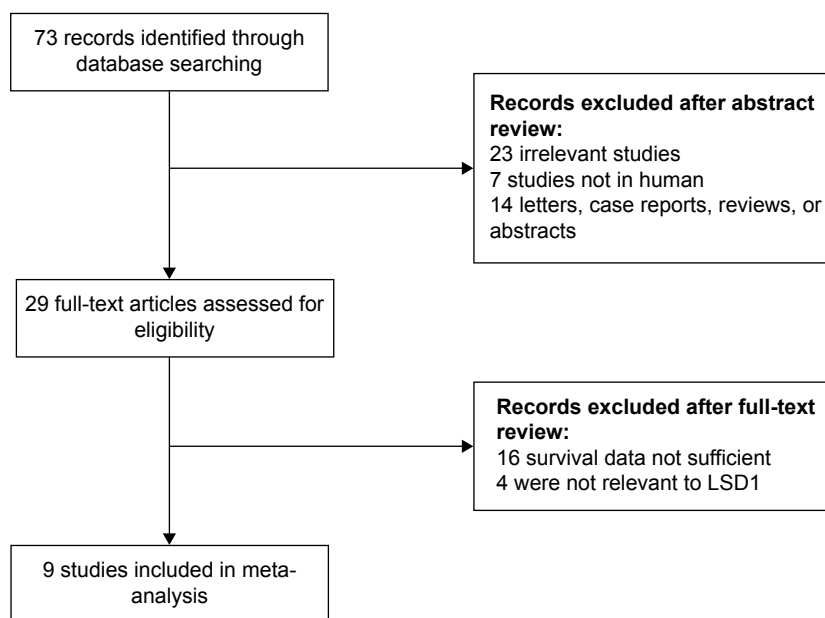 73 records identified through
database searching
Records excluded after abstract
review:
23 irrelevant studies
7 studies not in human
14 letters, case reports, reviews, or
abstracts
29 full-text articles assessed for
eligibility
Records excluded after full-text
review:
16 survival data not sufficient
4 were not relevant to LSD1
9 studies included in meta-
analysis